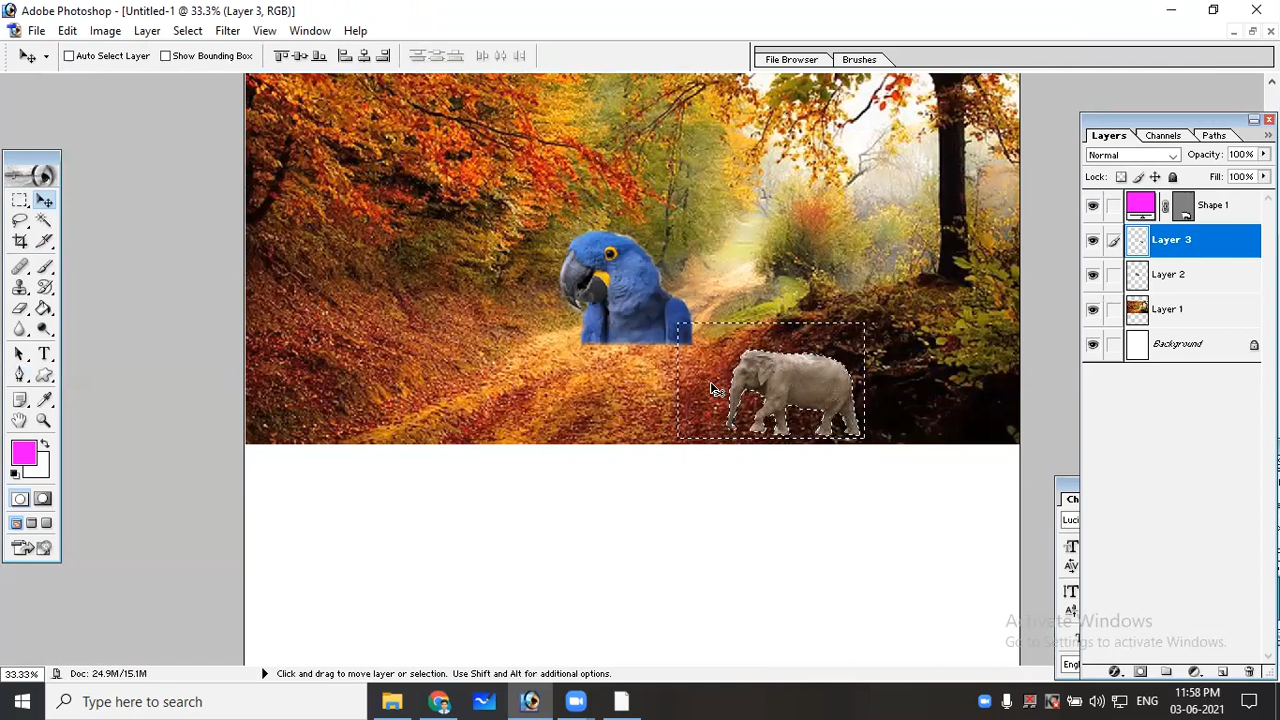 Adobe Photoshop - [Untitled-1 @ 33.3% (Layer 3, RGB)]
File Edit Image Layer Select Filter View Window Help
Auto Select Layer Show Bounding Box File Browser Brushes
Layers Channels Paths
Normal Opacity: 100%
Lock: Fill: 100%
Shape 1
Layer 3
Layer 2
Layer 1
Background
Activate Windows
Go to Settings to activate Windows.
33.33% Doc: 24.9M/15.1M Click and drag to move layer or selection. Use Shift and Alt for additional options.
Type here to search
ENG
11:58 PM
03-06-2021